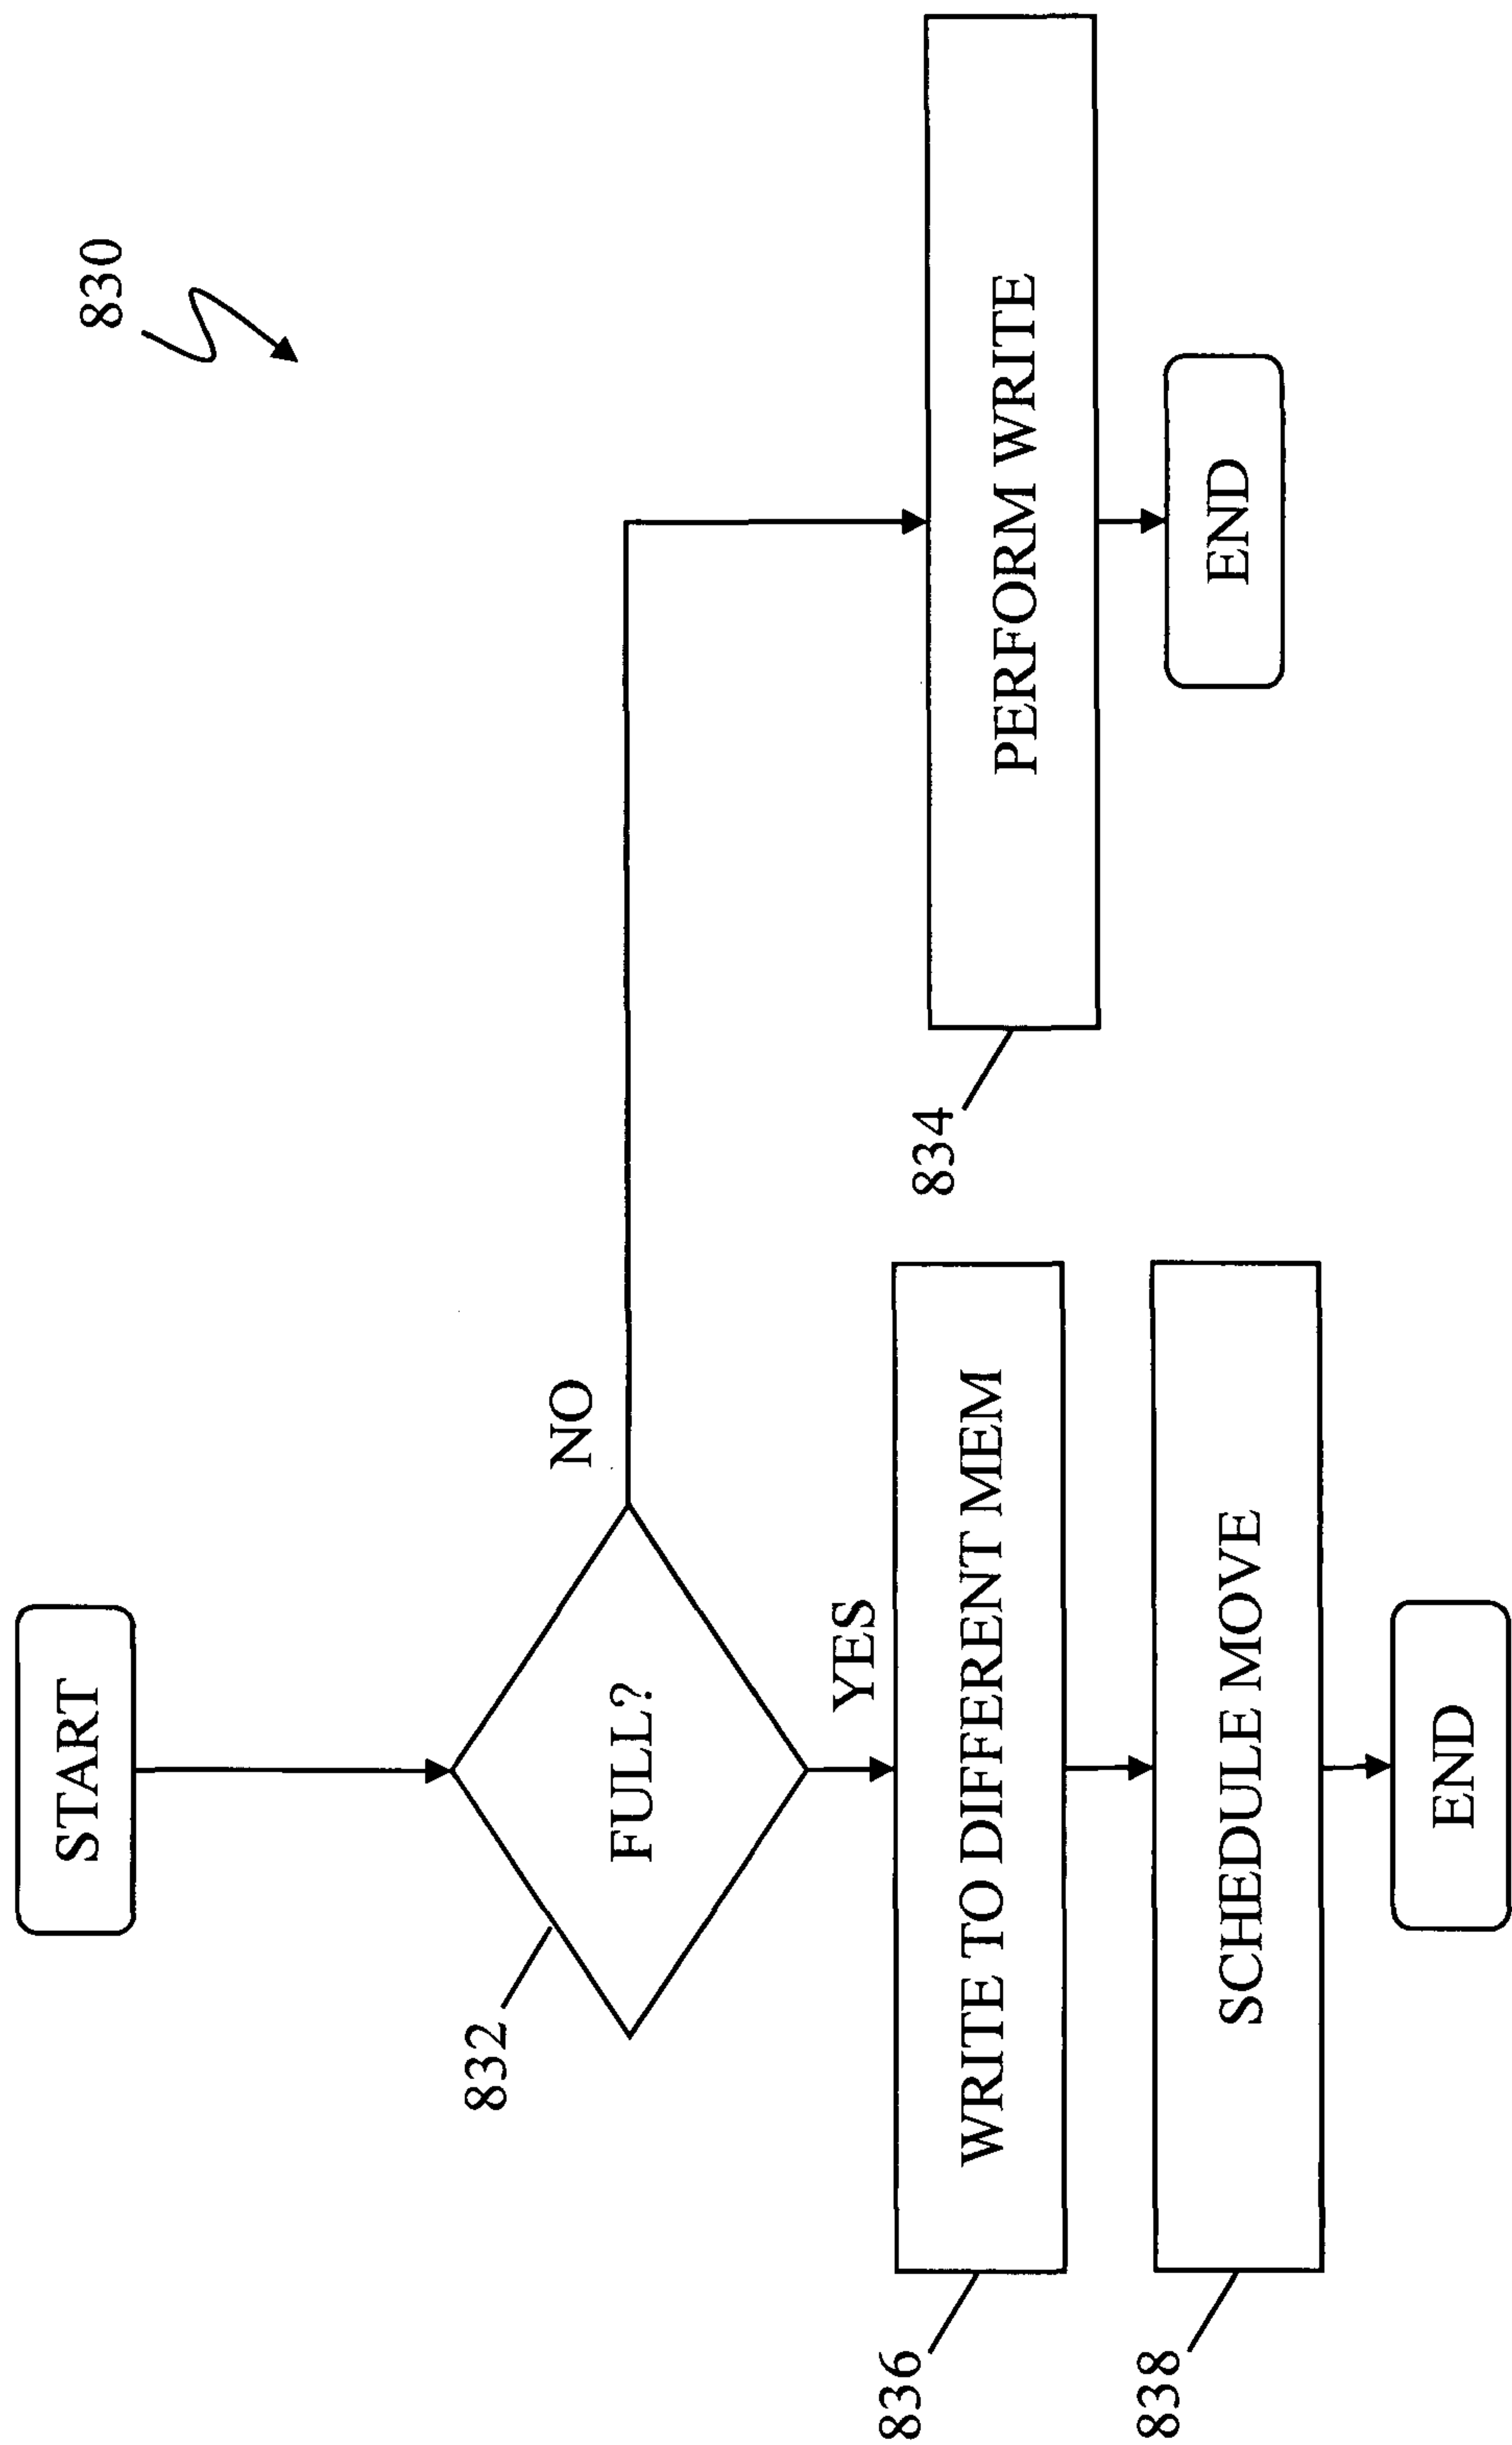 830
START
832
FULL?
NO
YES
836
WRITE TO DIFFERENT MEM
834
PERFORM WRITE
838
SCHEDULE MOVE
END
END